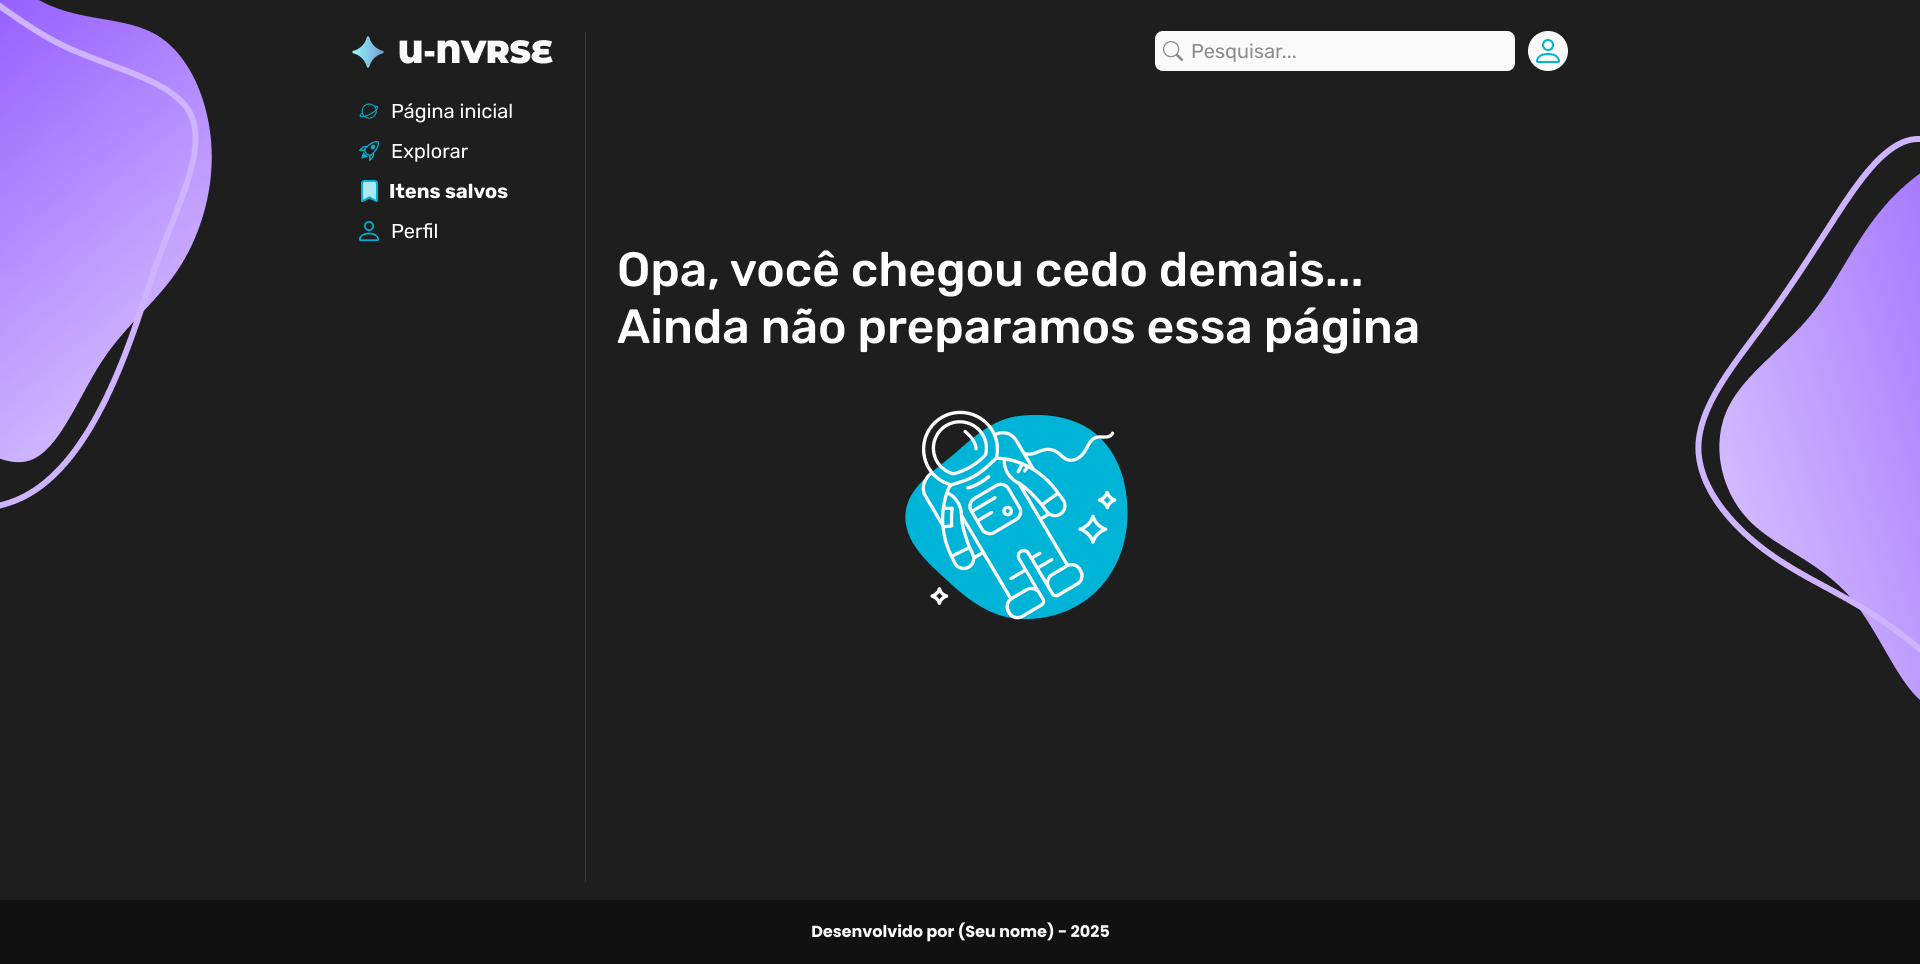 u-nvrse
Pesquisar...
Página inicial
Explorar
Itens salvos
Perfil
Opa, você chegou cedo demais...
Ainda não preparamos essa página
Desenvolvido por (Seu nome) - 2025